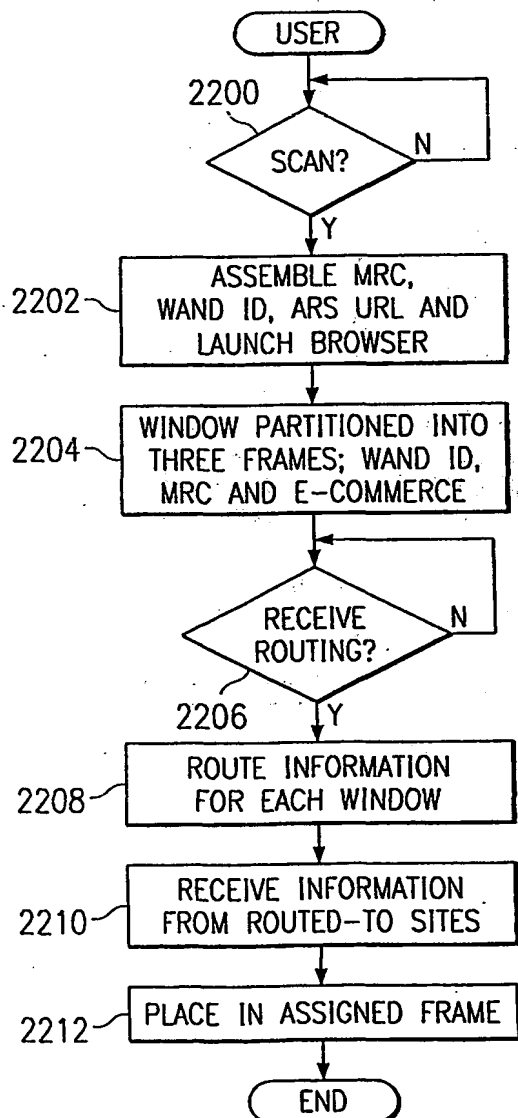 USER
2200
SCAN?
N
Y
2202
ASSEMBLE MRC,
WAND ID, ARS URL AND
LAUNCH BROWSER
2204
WINDOW PARTITIONED INTO
THREE FRAMES; WAND ID,
MRC AND E-COMMERCE
RECEIVE
ROUTING?
N
2206
Y
2208
ROUTE INFORMATION
FOR EACH WINDOW
2210
RECEIVE INFORMATION
FROM ROUTED-TO SITES
2212
PLACE IN ASSIGNED FRAME
END